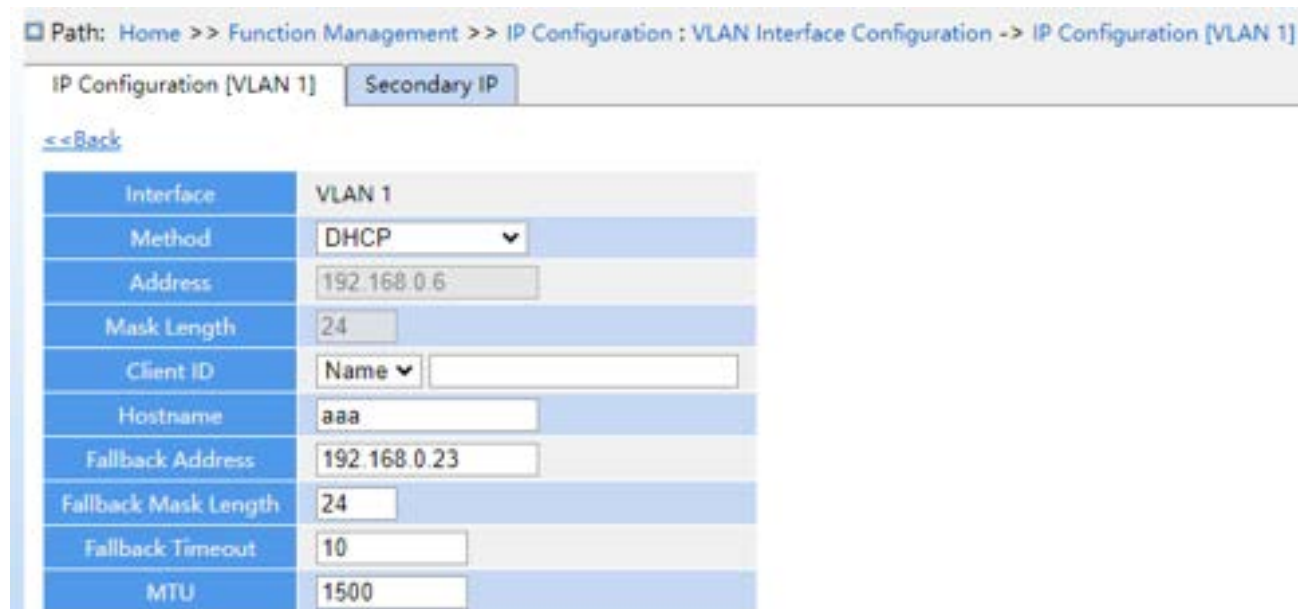 Path: Home >> Function Management >> IP Configuration : VLAN Interface Configuration -> IP Configuration [VLAN 1]
IP Configuration [VLAN 1] Secondary IP
<<Back
Interface VLAN 1
Method DHCP
Address 192.168.0.6
Mask Length 24
Client ID Name
Hostname aaa
Fallback Address 192.168.0.23
Fallback Mask Length 24
Fallback Timeout 10
MTU 1500